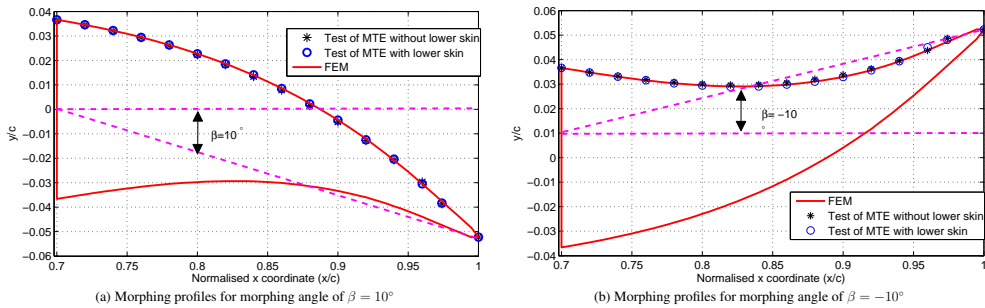 0.04
0.03
0.02
0.01
0
−0.01
−0.02
−0.03
−0.04
−0.05
−0.06
y/c
Test of MTE without lower skin
Test of MTE with lower skin
FEM
β=10 °
0.7
0.75
0.8
0.85
0.9
0.95
1
Normalised x coordinate (x/c)
(a) Morphing profiles for morphing angle of β = 10°
0.06
0.05
0.04
0.03
0.02
0.01
0
−0.01
−0.02
−0.03
−0.04
y/c
β= −10
°
FEM
Test of MTE without lower skin
Test of MTE with lower skin
0.7
0.75
0.8
0.85
0.9
0.95
1
Normalised x coordinate (x/c)
(b) Morphing profiles for morphing angle of β = −10°